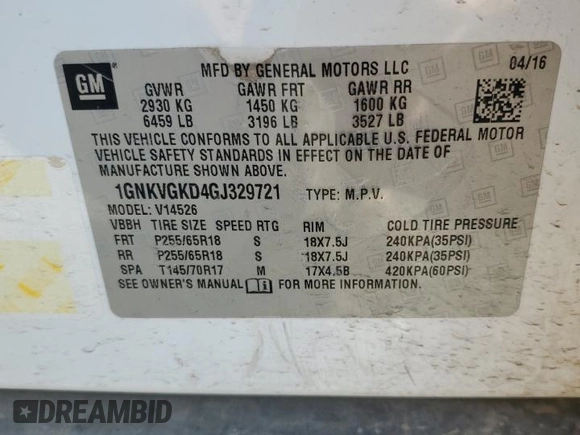 GM
MFD BY GENERAL MOTORS LLC 04/16
GVWR GAWR FRT GAWR RR
2930 KG 1450 KG 1600 KG
6459 LB 3196 LB 3527 LB
THIS VEHICLE CONFORMS TO ALL APPLICABLE U.S. FEDERAL MOTOR
VEHICLE SAFETY STANDARDS IN EFFECT ON THE DATE OF
MANUFACTURE SHOWN ABOVE.
1GNKVGKD4GJ329721 TYPE: M.P.V.
MODEL: V14526
VBBH TIRE SIZE SPEED RTG RIM COLD TIRE PRESSURE
FRT P255/65R18 S 18X7.5J 240KPA(35PSI)
RR P255/65R18 S 18X7.5J 240KPA(35PSI)
SPA T145/70R17 M 17X4.5B 420KPA(60PSI)
SEE OWNER'S MANUAL FOR MORE INFORMATION.
DREAMBID